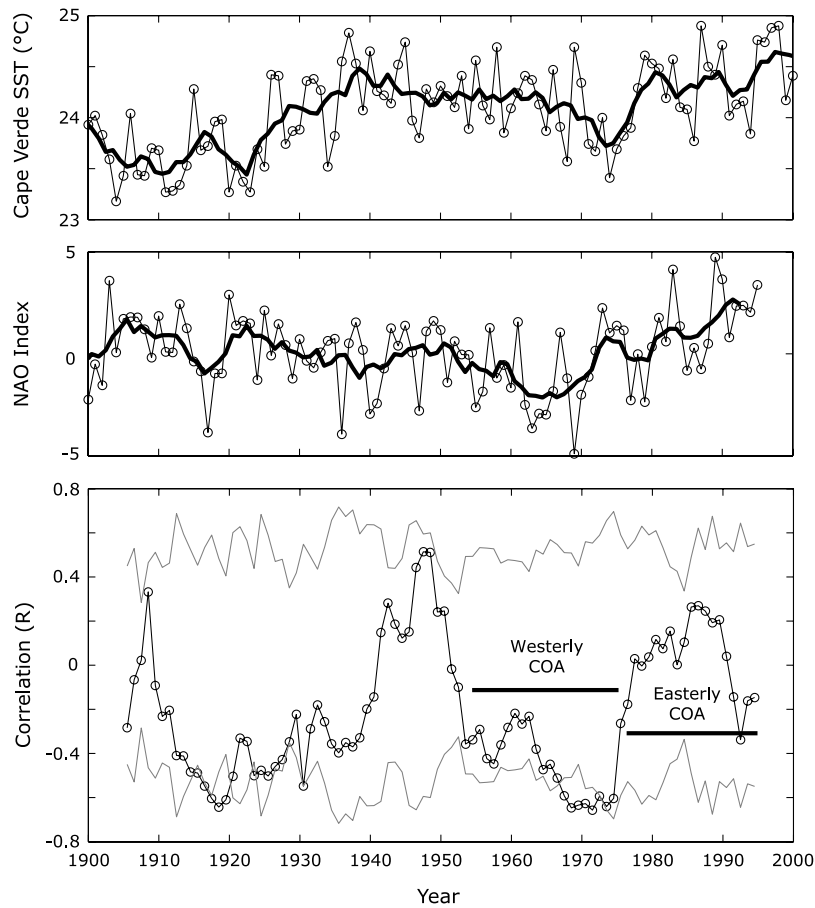 25
24
23
Cape Verde SST (°C)
5
0
-5
NAO Index
0.8
0.4
0
-0.4
-0.8
Correlation (R)
Westerly
COA
Easterly
COA
1900 1910 1920 1930 1940 1950 1960 1970 1980 1990 2000
Year